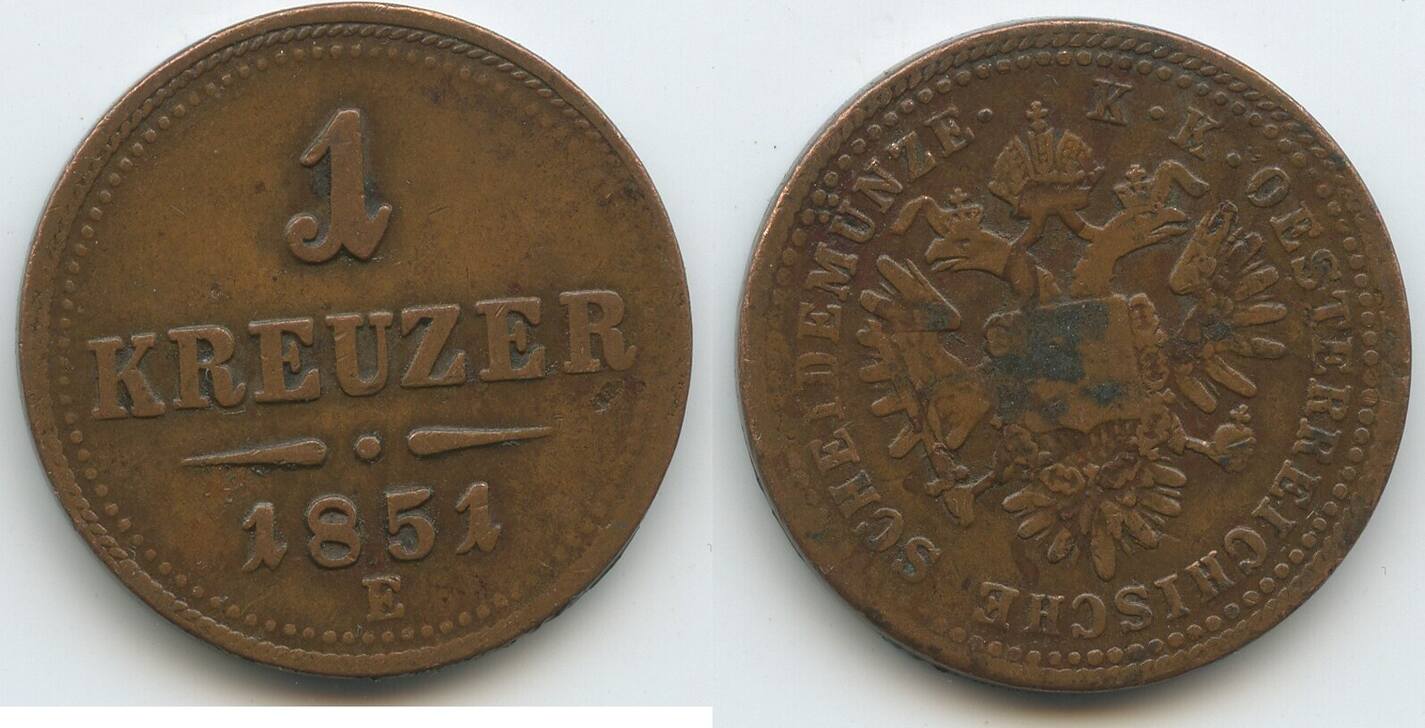 1
KREUZER
1851
E
K·K·OESTERREICHISCHE SCHEIDEMÜNZE·